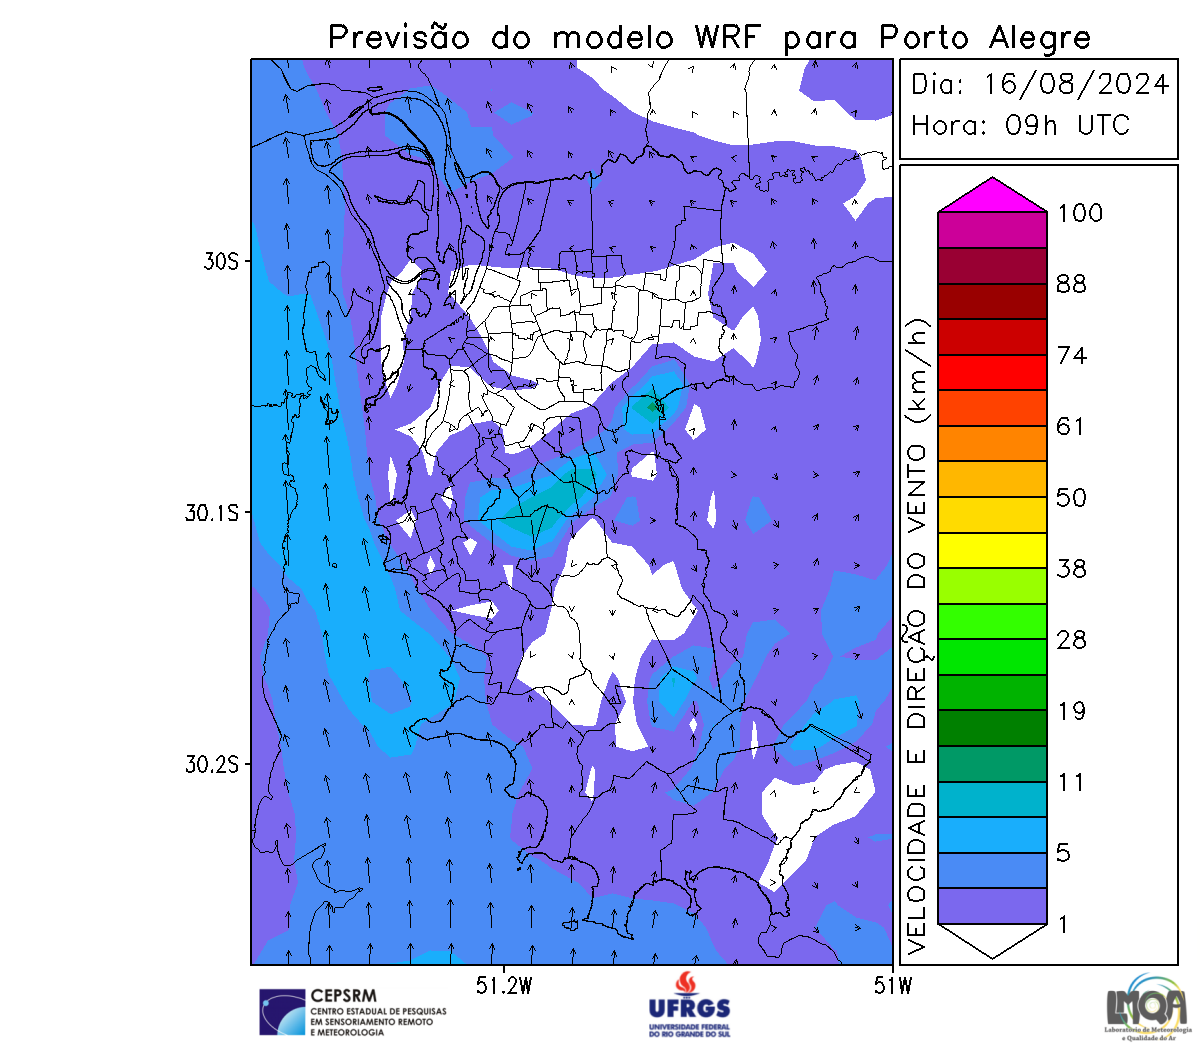 Previsão do modelo WRF para Porto Alegre
Dia: 16/08/2024
Hora: 09h UTC
30S
30.1S
30.2S
51.2W
51W
VELOCIDADE E DIREÇÃO DO VENTO (km/h)
100
88
74
61
50
38
28
19
11
5
1
CEPSRM
CENTRO ESTADUAL DE PESQUISAS
EM SENSORIAMENTO REMOTO
E METEOROLOGIA
UFRGS
UNIVERSIDADE FEDERAL
DO RIO GRANDE DO SUL
LMQA
Laboratório de Meteorologia
e Qualidade do Ar